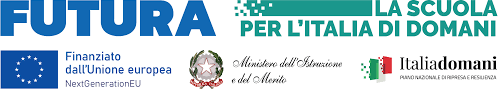 FUTURA
LA SCUOLA
PER L'ITALIA DI DOMANI
Finanziato
dall'Unione europea
NextGenerationEU
Ministero dell'Istruzione
e del Merito
Italiadomani
PIANO NAZIONALE DI RIPRESA E RESILIENZA